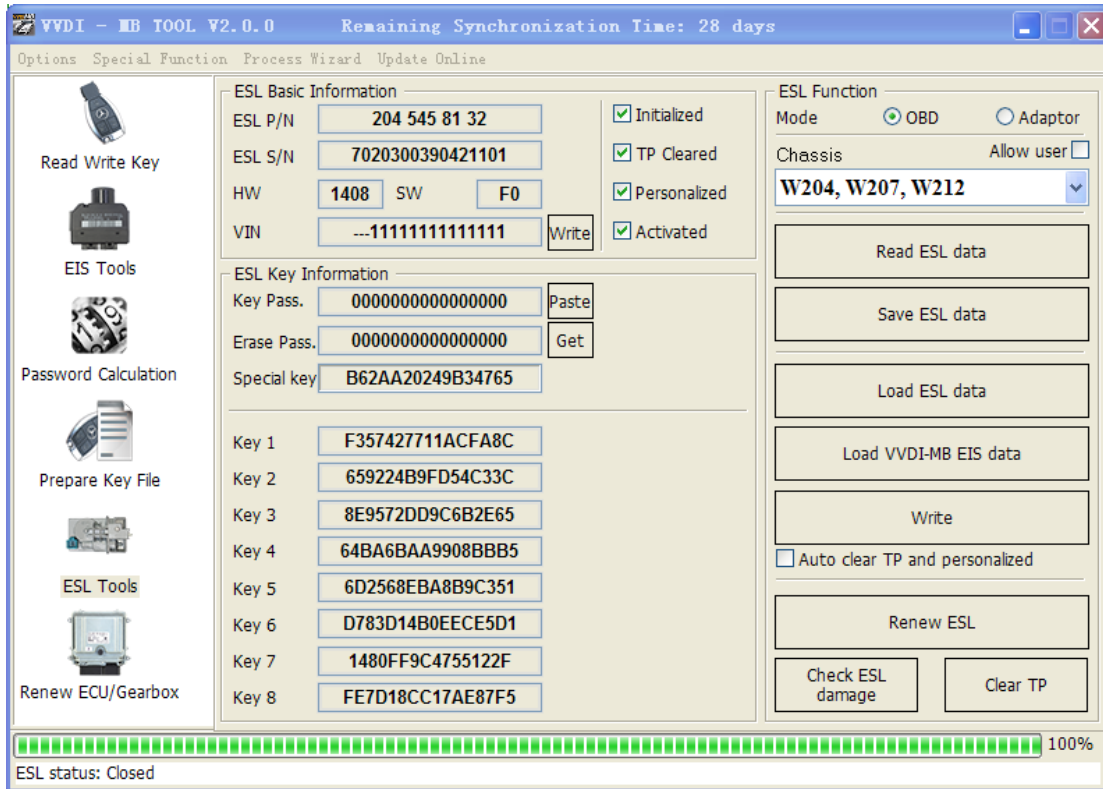 VVDI - MB TOOL V2.0.0 Remaining Synchronization Time: 28 days
Options Special Function Process Wizard Update Online
Read Write Key
EIS Tools
Password Calculation
Prepare Key File
ESL Tools
Renew ECU/Gearbox
ESL Basic Information
ESL P/N 204 545 81 32
ESL S/N 7020300390421101
HW 1408 SW F0
VIN ---11111111111111 Write
Initialized
TP Cleared
Personalized
Activated
ESL Key Information
Key Pass. 0000000000000000 Paste
Erase Pass. 0000000000000000 Get
Special key B62AA20249B34765
Key 1 F357427711ACFA8C
Key 2 659224B9FD54C33C
Key 3 8E9572DD9C6B2E65
Key 4 64BA6BAA9908BBB5
Key 5 6D2568EBA8B9C351
Key 6 D783D14B0EECE5D1
Key 7 1480FF9C4755122F
Key 8 FE7D18CC17AE87F5
ESL Function
Mode OBD Adaptor
Chassis Allow user
W204, W207, W212
Read ESL data
Save ESL data
Load ESL data
Load VVDI-MB EIS data
Write
Auto clear TP and personalized
Renew ESL
Check ESL
damage
Clear TP
100%
ESL status: Closed